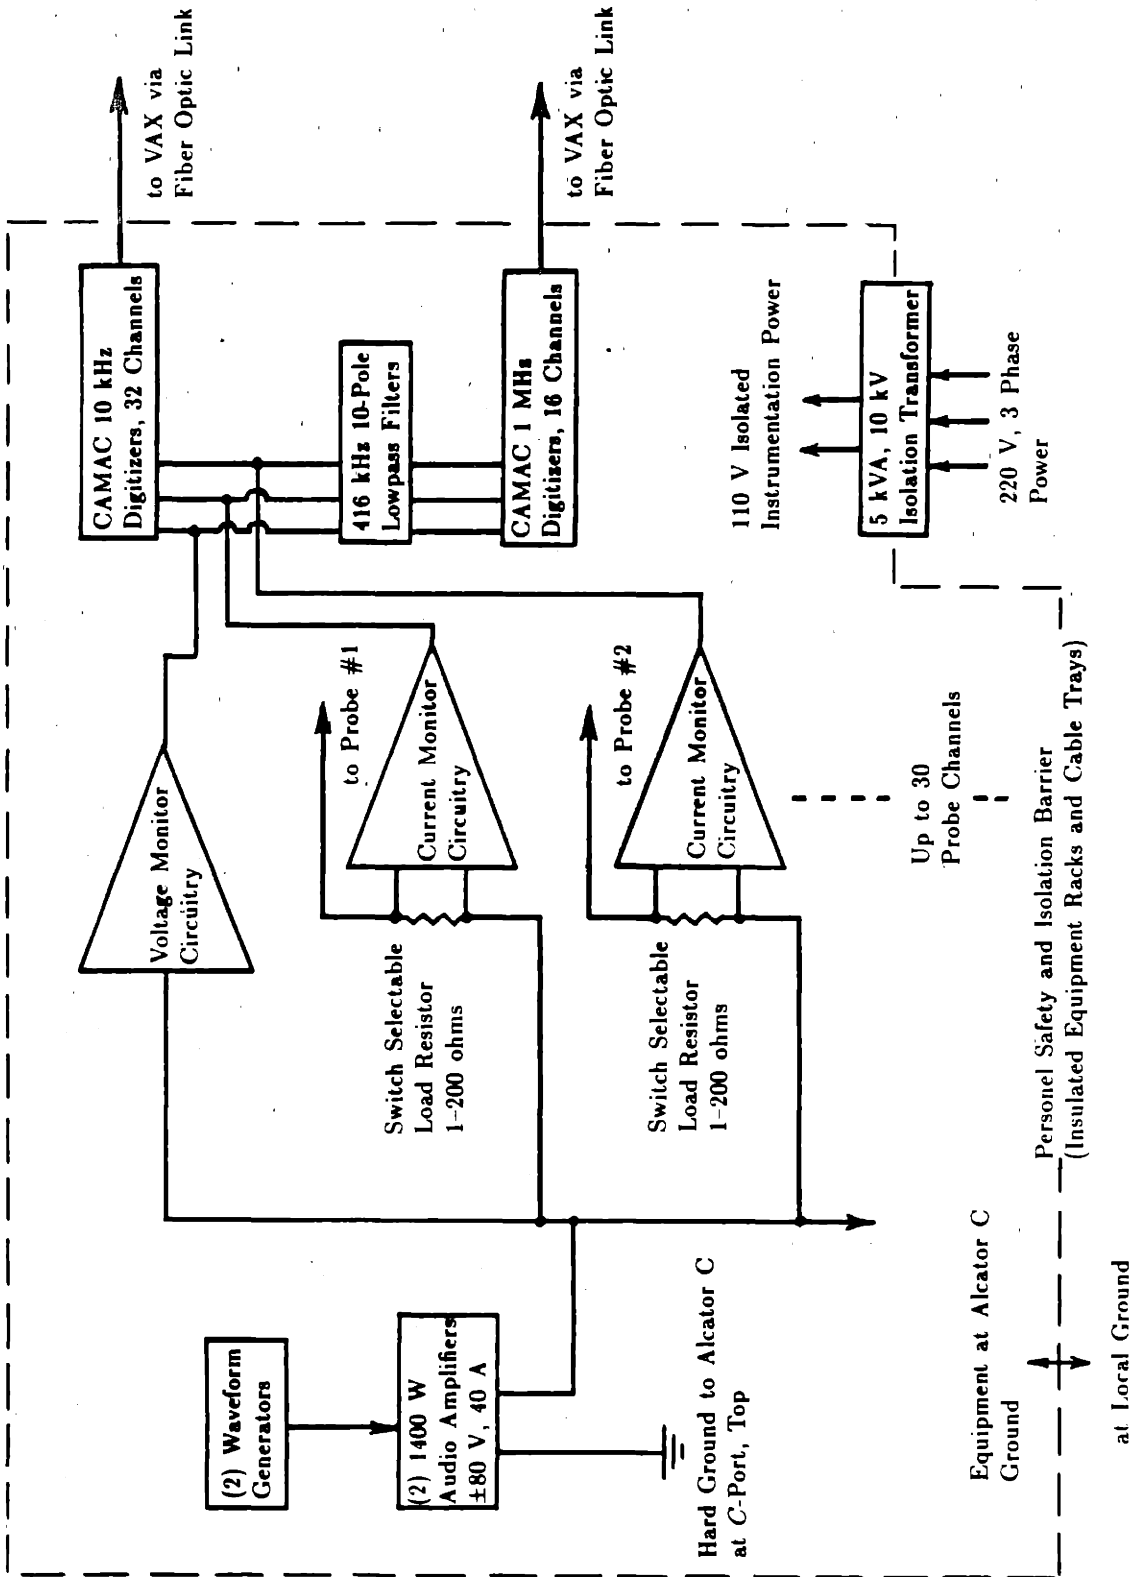 (2) Waveform
Generators
(2) 1400 W
Audio Amplifiers
±80 V, 40 A
Hard Ground to Alcator C
at C-Port, Top
Voltage Monitor
Circuitry
Switch Selectable
Load Resistor
1-200 ohms
to Probe #1
Current Monitor
Circuitry
Switch Selectable
Load Resistor
1-200 ohms
to Probe #2
Current Monitor
Circuitry
Up to 30
Probe Channels
CAMAC 10 kHz
Digitizers, 32 Channels
to VAX via
Fiber Optic Link
416 kHz 10-Pole
Lowpass Filters
CAMAC 1 MHz
Digitizers, 16 Channels
to VAX via
Fiber Optic Link
110 V Isolated
Instrumentation Power
5 kVA, 10 kV
Isolation Transformer
220 V, 3 Phase
Power
Equipment at Alcator C
Ground
Personel Safety and Isolation Barrier
(Insulated Equipment Racks and Cable Trays)
at Local Ground